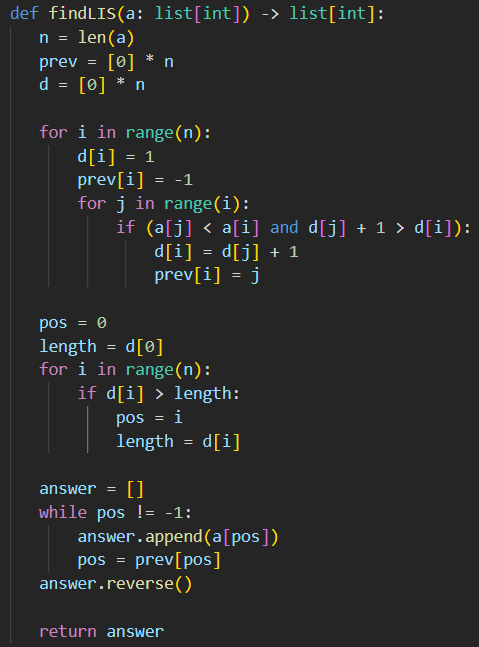 def findLIS(a: list[int]) -> list[int]:
    n = len(a)
    prev = [0] * n
    d = [0] * n

    for i in range(n):
        d[i] = 1
        prev[i] = -1
        for j in range(i):
            if (a[j] < a[i] and d[j] + 1 > d[i]):
                d[i] = d[j] + 1
                prev[i] = j

    pos = 0
    length = d[0]
    for i in range(n):
        if d[i] > length:
            pos = i
            length = d[i]

    answer = []
    while pos != -1:
        answer.append(a[pos])
        pos = prev[pos]
    answer.reverse()

    return answer